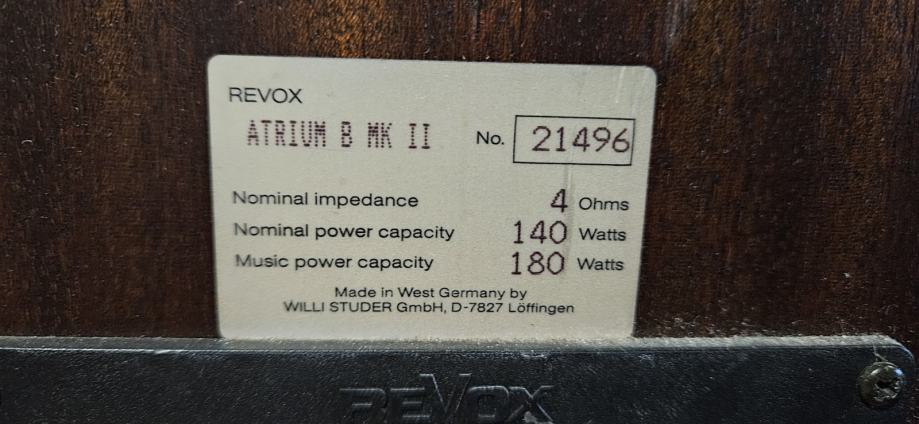 REVOX
ATRIUM B MK II No. 21496
Nominal impedance 4 Ohms
Nominal power capacity 140 Watts
Music power capacity 180 Watts
Made in West Germany by
WILLI STUDER GmbH, D-7827 Löffingen
REVOX